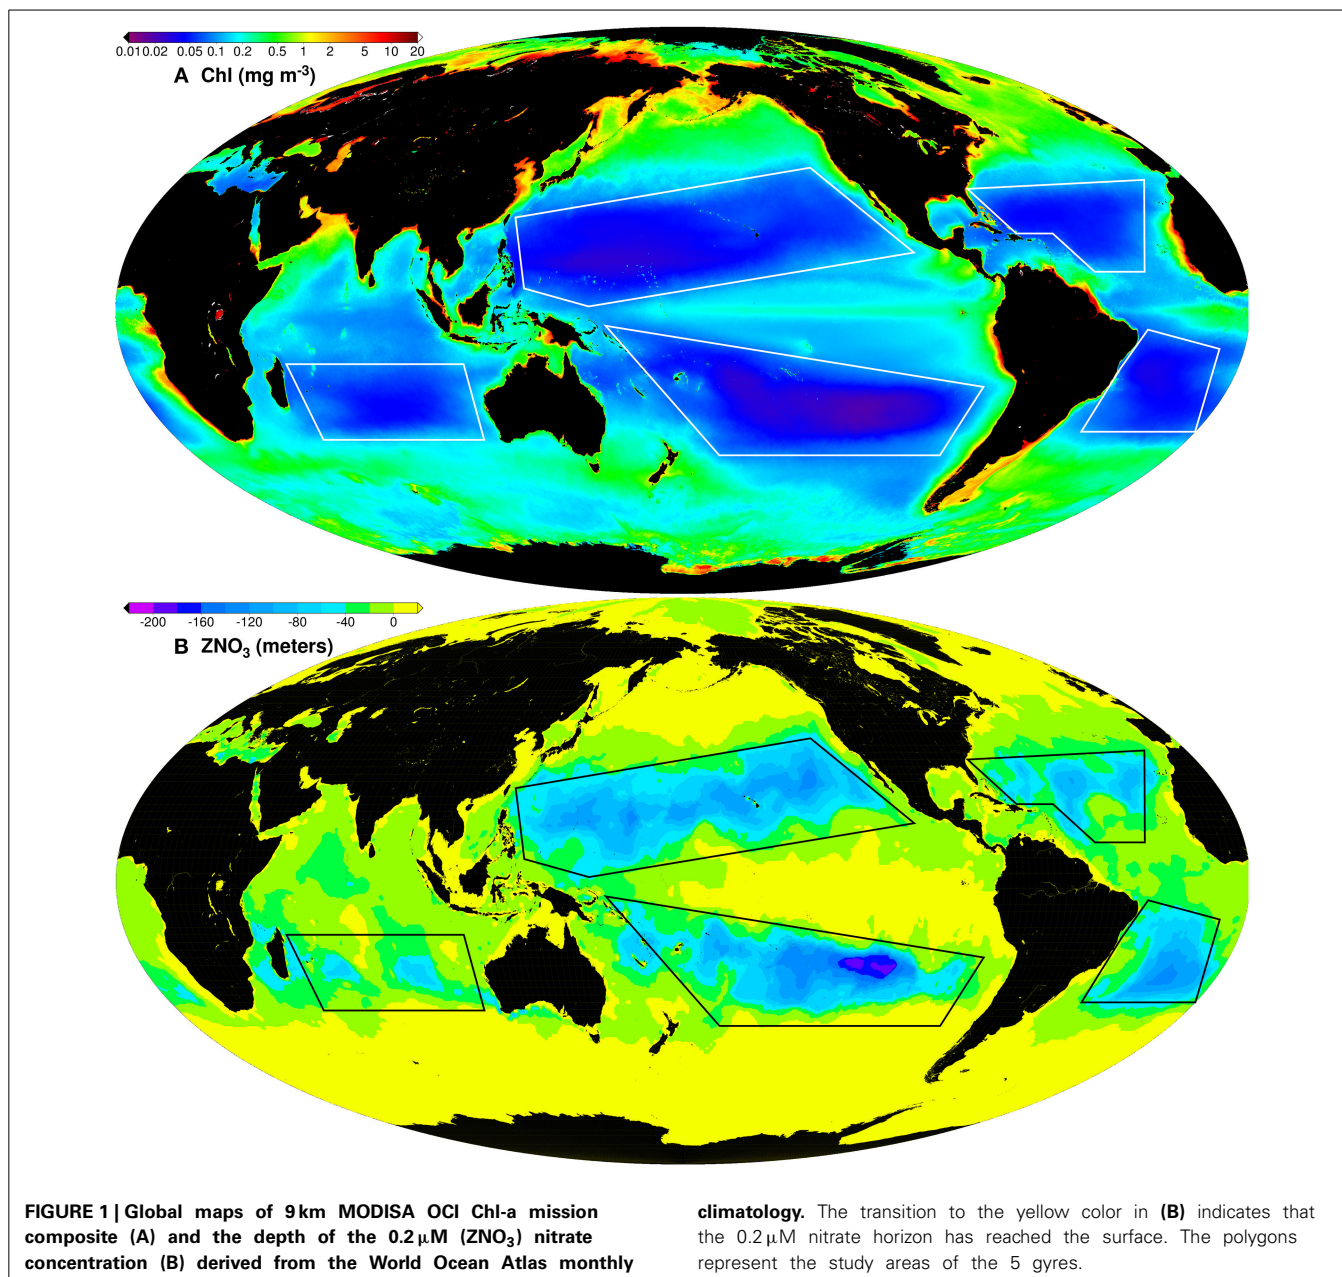 0.01 0.02 0.05 0.1 0.2 0.5 1 2 5 10 20
A Chl (mg m-3)
-200 -160 -120 -80 -40 0
B ZNO3 (meters)
FIGURE 1 | Global maps of 9 km MODISA OCI Chl-a mission
composite (A) and the depth of the 0.2 μM (ZNO3) nitrate
concentration (B) derived from the World Ocean Atlas monthly
climatology. The transition to the yellow color in (B) indicates that
the 0.2 μM nitrate horizon has reached the surface. The polygons
represent the study areas of the 5 gyres.